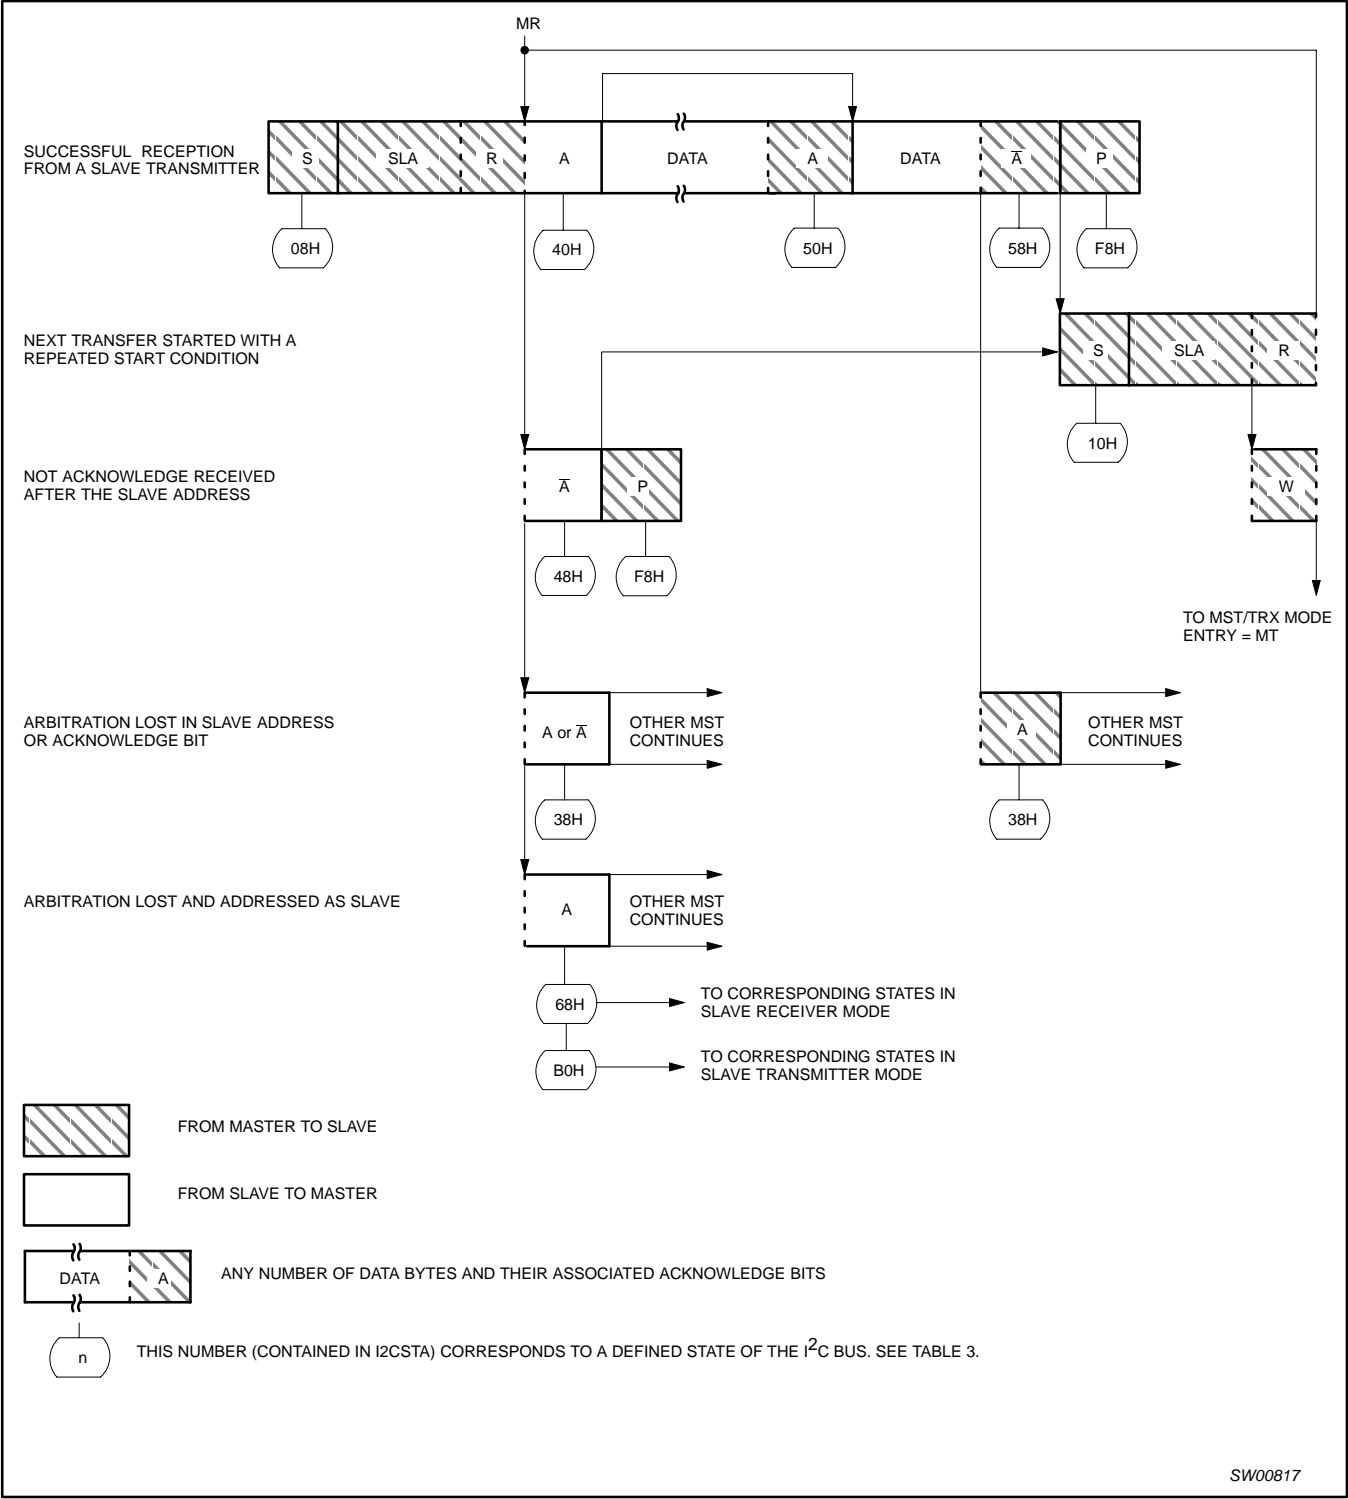 MR
SUCCESSFUL RECEPTION
FROM A SLAVE TRANSMITTER
S SLA R A DATA A DATA A̅ P
08H 40H 50H 58H F8H
NEXT TRANSFER STARTED WITH A
REPEATED START CONDITION
S SLA R
10H
NOT ACKNOWLEDGE RECEIVED
AFTER THE SLAVE ADDRESS
A̅ P W
48H F8H
TO MST/TRX MODE
ENTRY = MT
ARBITRATION LOST IN SLAVE ADDRESS
OR ACKNOWLEDGE BIT
A or A̅
OTHER MST
CONTINUES
A
OTHER MST
CONTINUES
38H 38H
ARBITRATION LOST AND ADDRESSED AS SLAVE
A
OTHER MST
CONTINUES
68H
TO CORRESPONDING STATES IN
SLAVE RECEIVER MODE
B0H
TO CORRESPONDING STATES IN
SLAVE TRANSMITTER MODE
FROM MASTER TO SLAVE
FROM SLAVE TO MASTER
DATA A
ANY NUMBER OF DATA BYTES AND THEIR ASSOCIATED ACKNOWLEDGE BITS
n
THIS NUMBER (CONTAINED IN I2CSTA) CORRESPONDS TO A DEFINED STATE OF THE I²C BUS. SEE TABLE 3.
SW00817